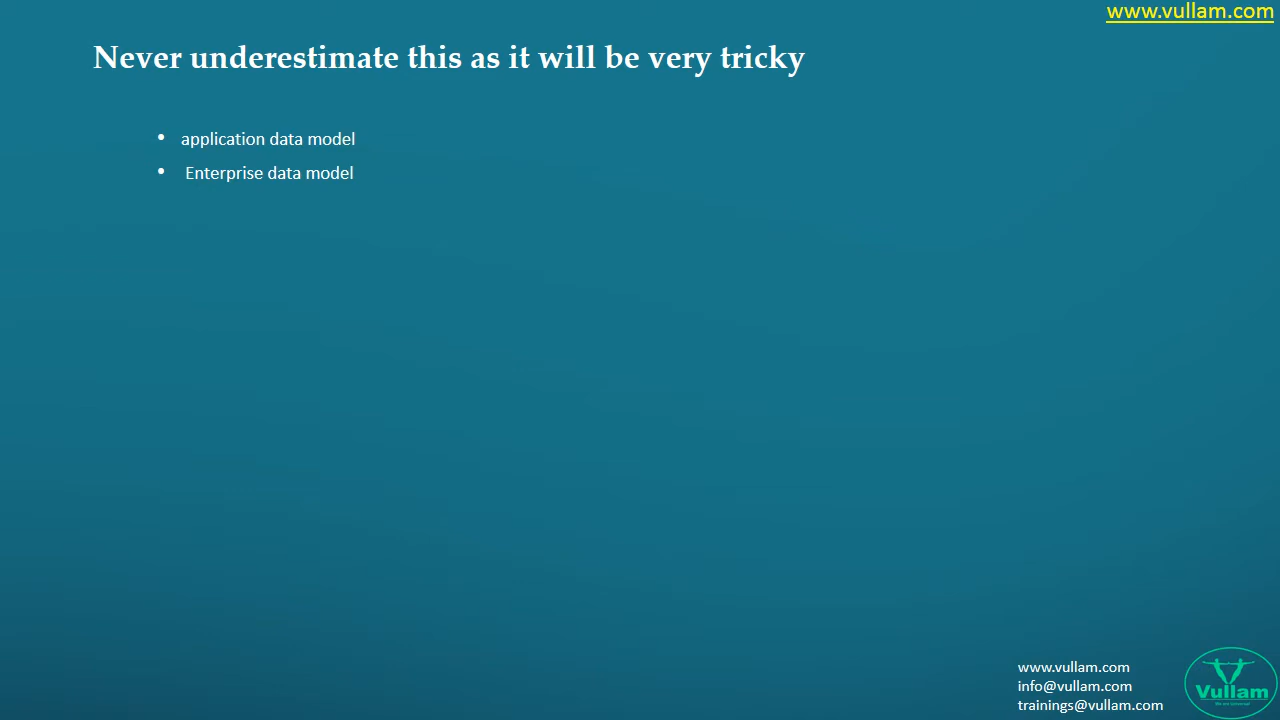 www.vullam.com
Never underestimate this as it will be very tricky
• application data model
• Enterprise data model
www.vullam.com
info@vullam.com
trainings@vullam.com
Vullam